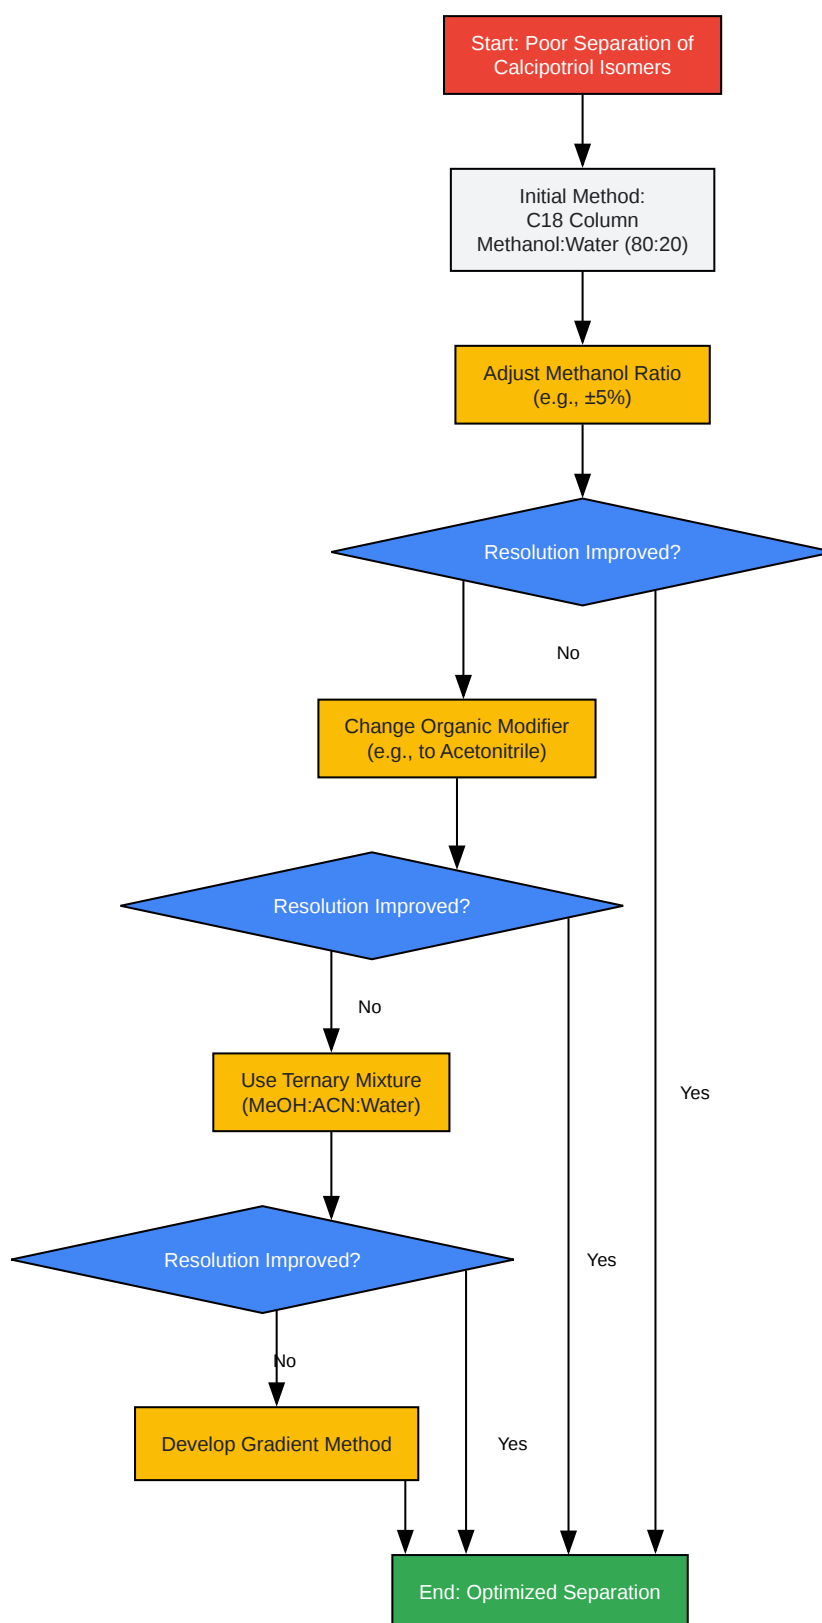 Start: Poor Separation of
Calcipotriol Isomers
Initial Method:
C18 Column
Methanol:Water (80:20)
Adjust Methanol Ratio
(e.g., ±5%)
Resolution Improved?
No
Change Organic Modifier
(e.g., to Acetonitrile)
Resolution Improved?
No
Use Ternary Mixture
(MeOH:ACN:Water)
Yes
Resolution Improved?
Yes
No
Develop Gradient Method
Yes
End: Optimized Separation